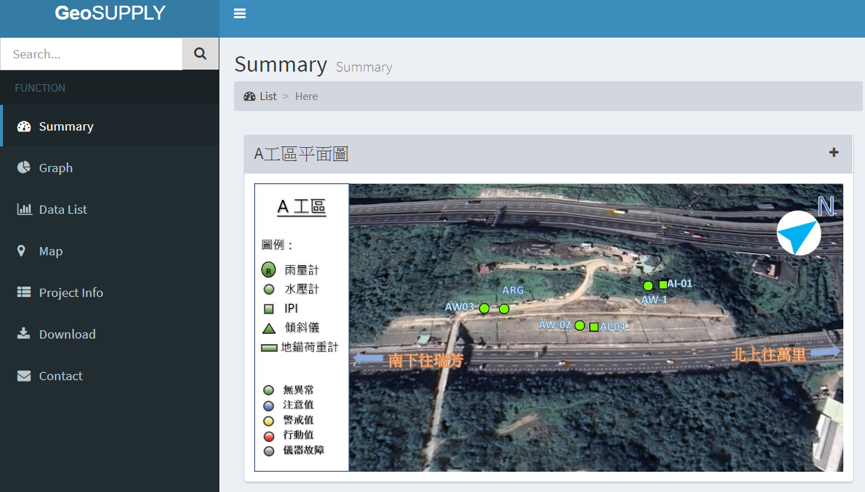 GeoSUPPLY
Search...
FUNCTION
Summary
Graph
Data List
Map
Project Info
Download
Contact
Summary Summary
List > Here
A工區平面圖
A 工區
圖例：
R 雨量計
水壓計
IPI
傾斜儀
地錨荷重計
無異常
注意值
警戒值
行動值
儀器故障
N
AI-01
AW-1
ARG
AW03
AW-02
AI-04
南下往瑞芳
北上往萬里